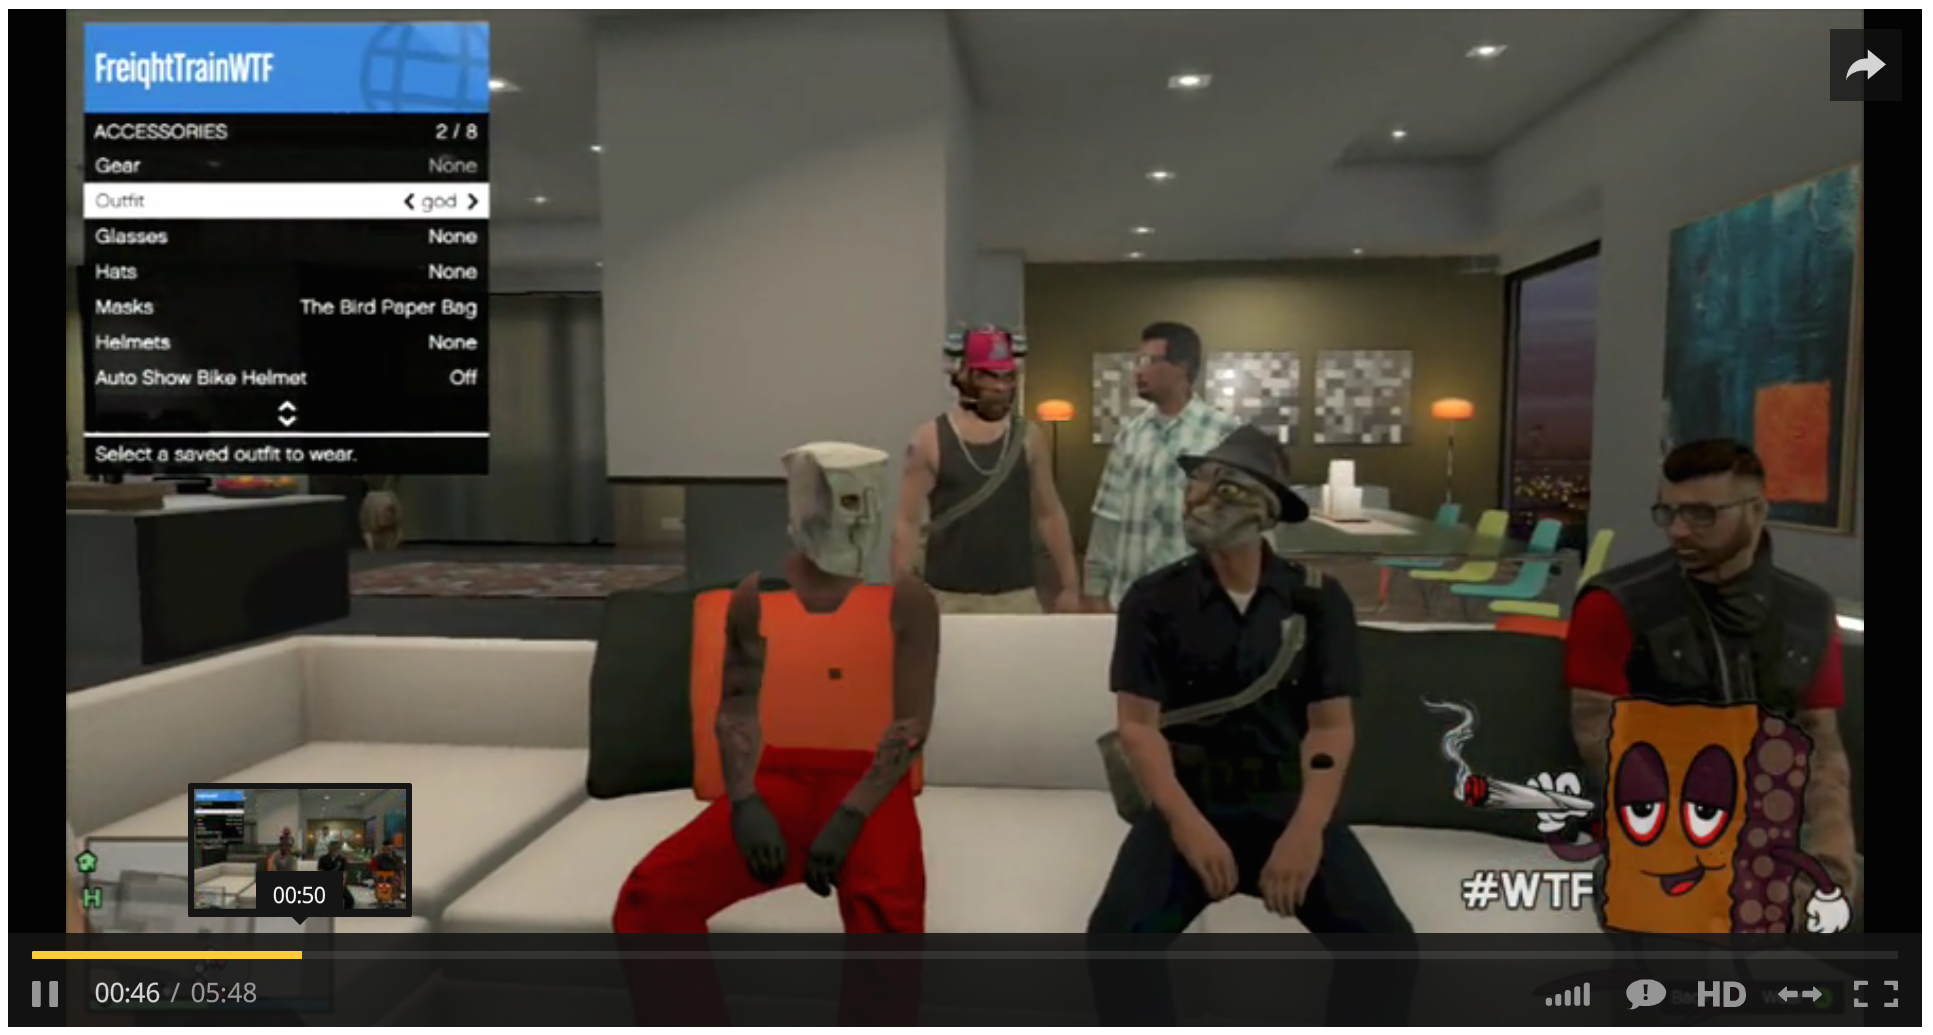 FreightTrainWTF
ACCESSORIES 2 / 8
Gear None
Outfit god
Glasses None
Hats None
Masks The Bird Paper Bag
Helmets None
Auto Show Bike Helmet Off
Select a saved outfit to wear.
H
#WTF
00:50
00:46 / 05:48
HD